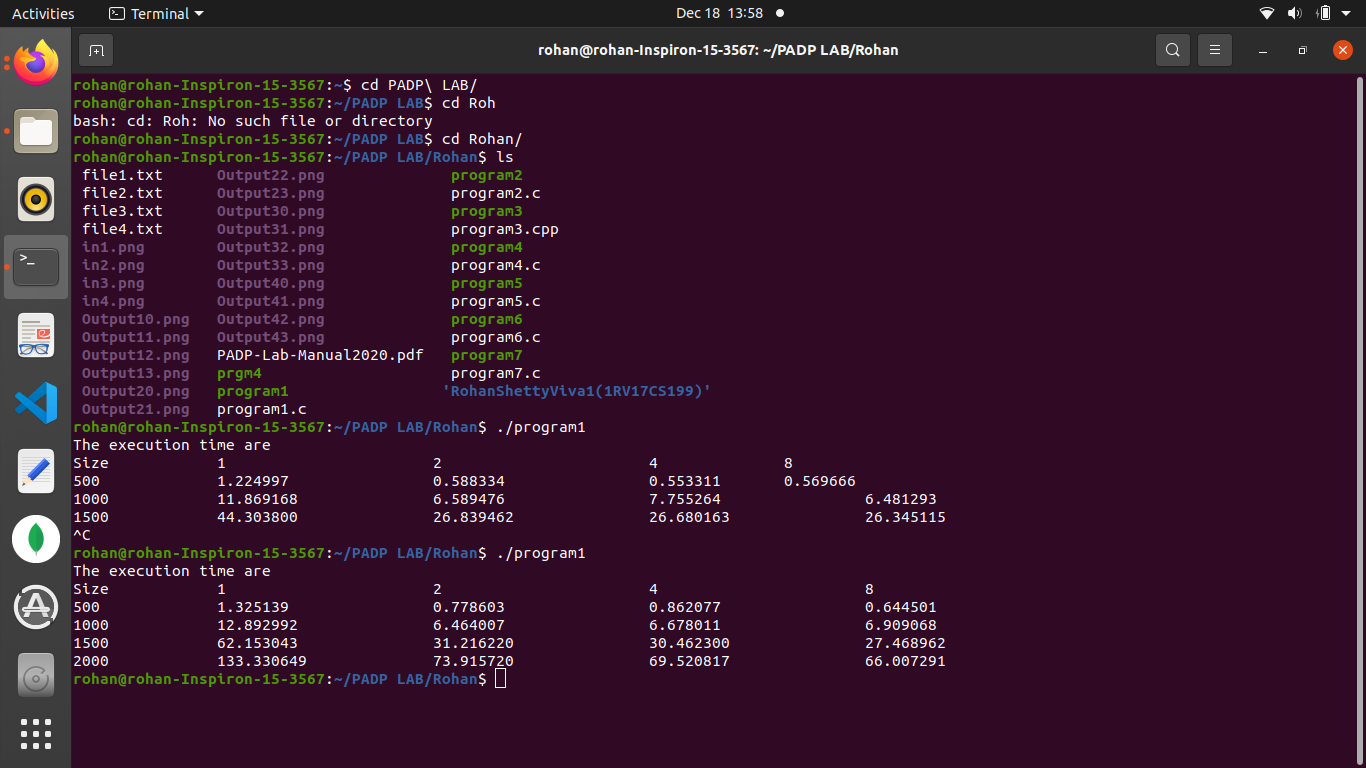 Activities Terminal Dec 18 13:58
rohan@rohan-Inspiron-15-3567: ~/PADP LAB/Rohan
rohan@rohan-Inspiron-15-3567:~$ cd PADP\ LAB/
rohan@rohan-Inspiron-15-3567:~/PADP LAB$ cd Roh
bash: cd: Roh: No such file or directory
rohan@rohan-Inspiron-15-3567:~/PADP LAB$ cd Rohan/
rohan@rohan-Inspiron-15-3567:~/PADP LAB/Rohan$ ls
file1.txt Output22.png program2
file2.txt Output23.png program2.c
file3.txt Output30.png program3
file4.txt Output31.png program3.cpp
in1.png Output32.png program4
in2.png Output33.png program4.c
in3.png Output40.png program5
in4.png Output41.png program5.c
Output10.png Output42.png program6
Output11.png Output43.png program6.c
Output12.png PADP-Lab-Manual2020.pdf program7
Output13.png prgm4 program7.c
Output20.png program1 'RohanShettyViva1(1RV17CS199)'
Output21.png program1.c
rohan@rohan-Inspiron-15-3567:~/PADP LAB/Rohan$ ./program1
The execution time are
Size 1 2 4 8
500 1.224997 0.588334 0.553311 0.569666
1000 11.869168 6.589476 7.755264 6.481293
1500 44.303800 26.839462 26.680163 26.345115
^C
rohan@rohan-Inspiron-15-3567:~/PADP LAB/Rohan$ ./program1
The execution time are
Size 1 2 4 8
500 1.325139 0.778603 0.862077 0.644501
1000 12.892992 6.464007 6.678011 6.909068
1500 62.153043 31.216220 30.462300 27.468962
2000 133.330649 73.915720 69.520817 66.007291
rohan@rohan-Inspiron-15-3567:~/PADP LAB/Rohan$